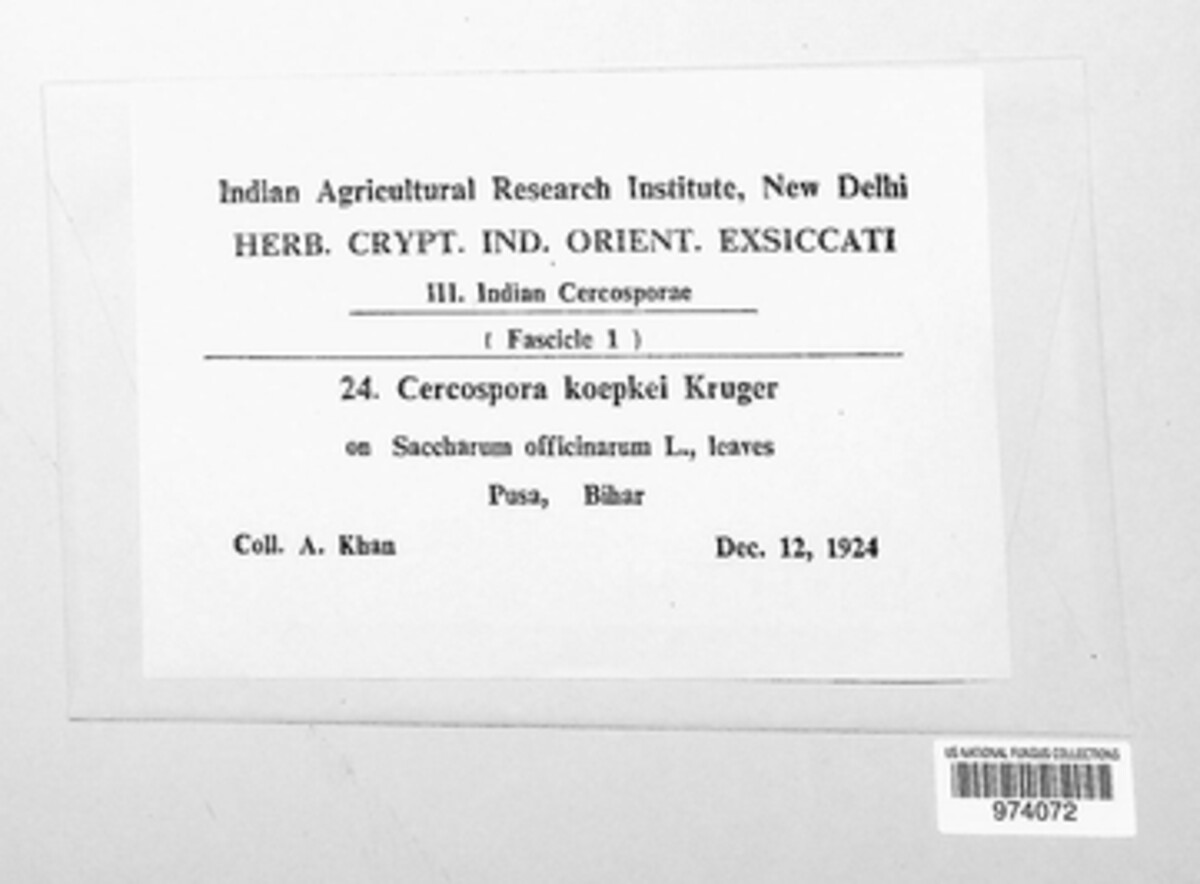 Indian Agricultural Research Institute, New Delhi
HERB. CRYPT. IND. ORIENT. EXSICCATI
III. Indian Cercosporae
( Fascicle 1 )
24. Cercospora koepkei Kruger
on Saccharum officinarum L., leaves
Pusa, Bihar
Coll. A. Khan Dec. 12, 1924
US NATIONAL FUNGUS COLLECTIONS
974072